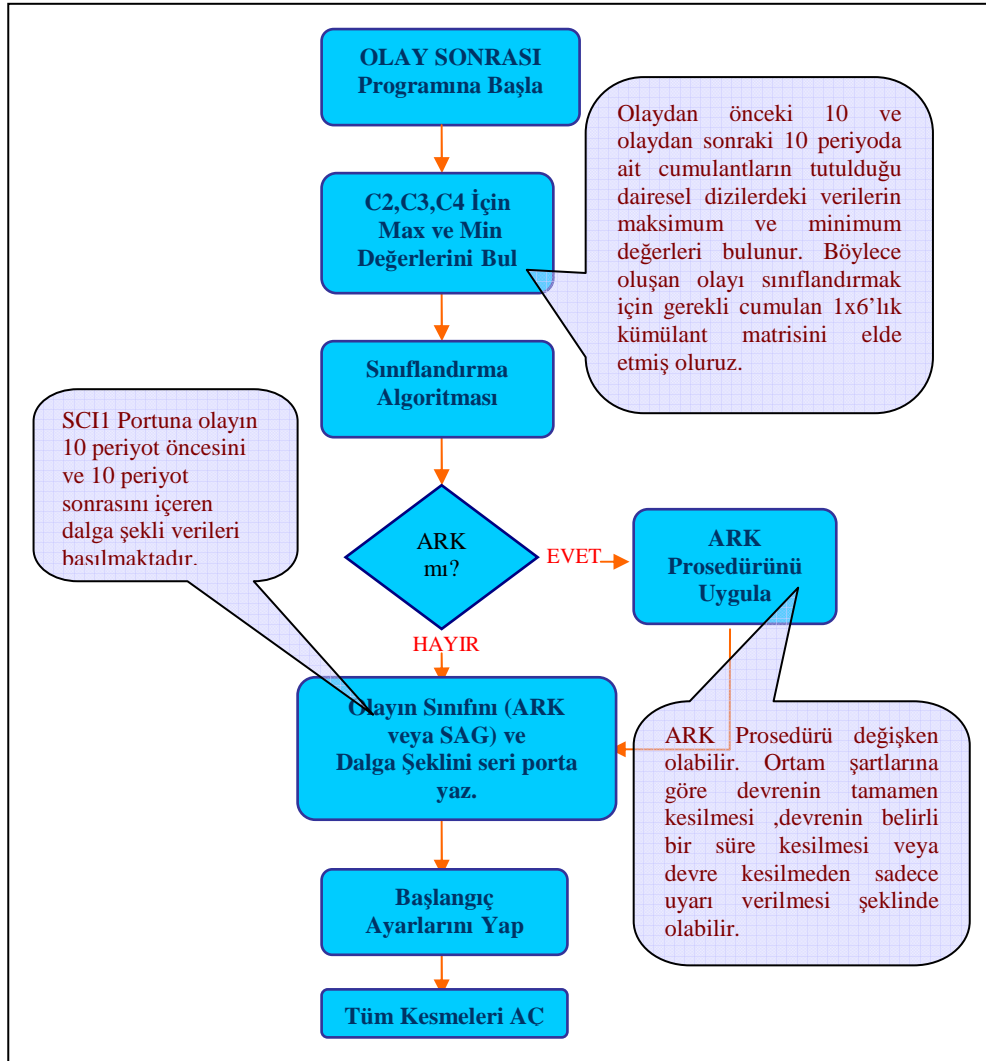 OLAY SONRASI
Programına Başla
Olaydan önceki 10 ve
olaydan sonraki 10 periyoda
ait cumulantların tutulduğu
dairesel dizilerdeki verilerin
maksimum ve minimum
değerleri bulunur. Böylece
oluşan olayı sınıflandırmak
için gerekli cumulan 1x6’lık
kümülant matrisini elde
etmiş oluruz.
C2,C3,C4 İçin
Max ve Min
Değerlerini Bul
Sınıflandırma
Algoritması
SCI1 Portuna olayın
10 periyot öncesini
ve 10 periyot
sonrasını içeren
dalga şekli verileri
basılmaktadır.
ARK
mı?
EVET
ARK
Prosedürünü
Uygula
HAYIR
Olayın Sınıfını (ARK
veya SAG) ve
Dalga Şeklini seri porta
yaz.
ARK Prosedürü değişken
olabilir. Ortam şartlarına
göre devrenin tamamen
kesilmesi ,devrenin belirli
bir süre kesilmesi veya
devre kesilmeden sadece
uyarı verilmesi şeklinde
olabilir.
Başlangıç
Ayarlarını Yap
Tüm Kesmeleri AÇ